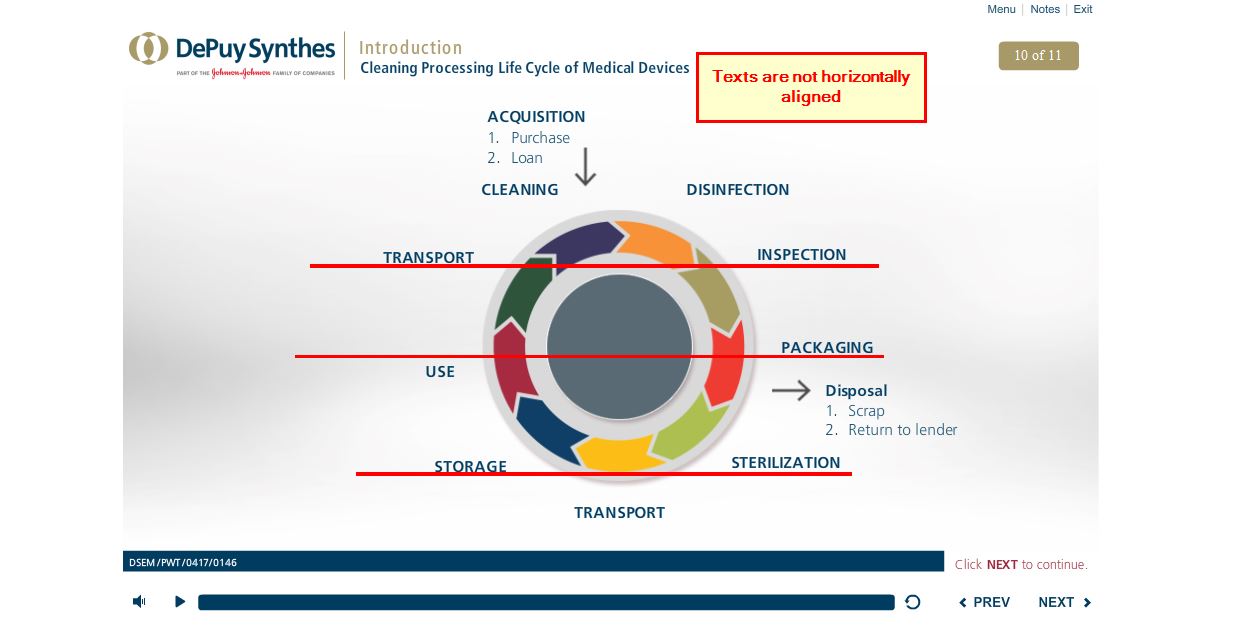 Menu | Notes | Exit
DePuy Synthes
PART OF THE Johnson&Johnson FAMILY OF COMPANIES
Introduction
Cleaning Processing Life Cycle of Medical Devices
Texts are not horizontally
aligned
10 of 11
ACQUISITION
1. Purchase
2. Loan
CLEANING
DISINFECTION
TRANSPORT
INSPECTION
PACKAGING
USE
Disposal
1. Scrap
2. Return to lender
STORAGE
STERILIZATION
TRANSPORT
DSEM/PWT/0417/0146
Click NEXT to continue.
PREV
NEXT